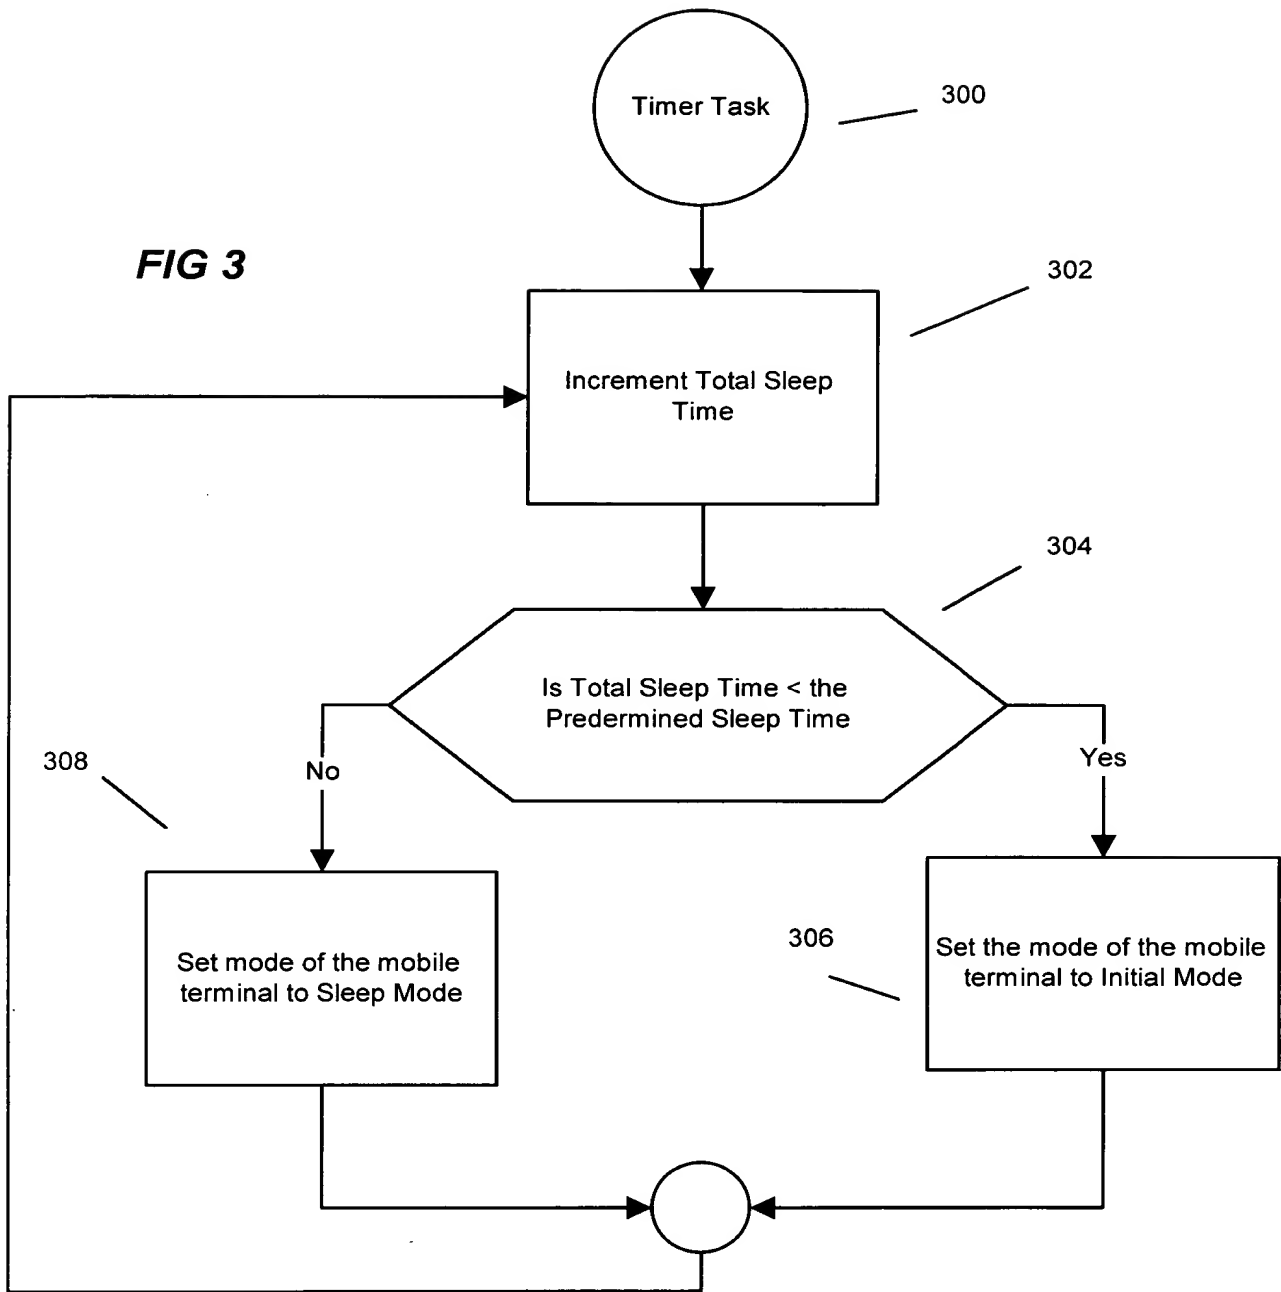 Timer Task
300
FIG 3
302
Increment Total Sleep
Time
304
Is Total Sleep Time < the
Predermined Sleep Time
308
No
Yes
306
Set mode of the mobile
terminal to Sleep Mode
Set the mode of the mobile
terminal to Initial Mode